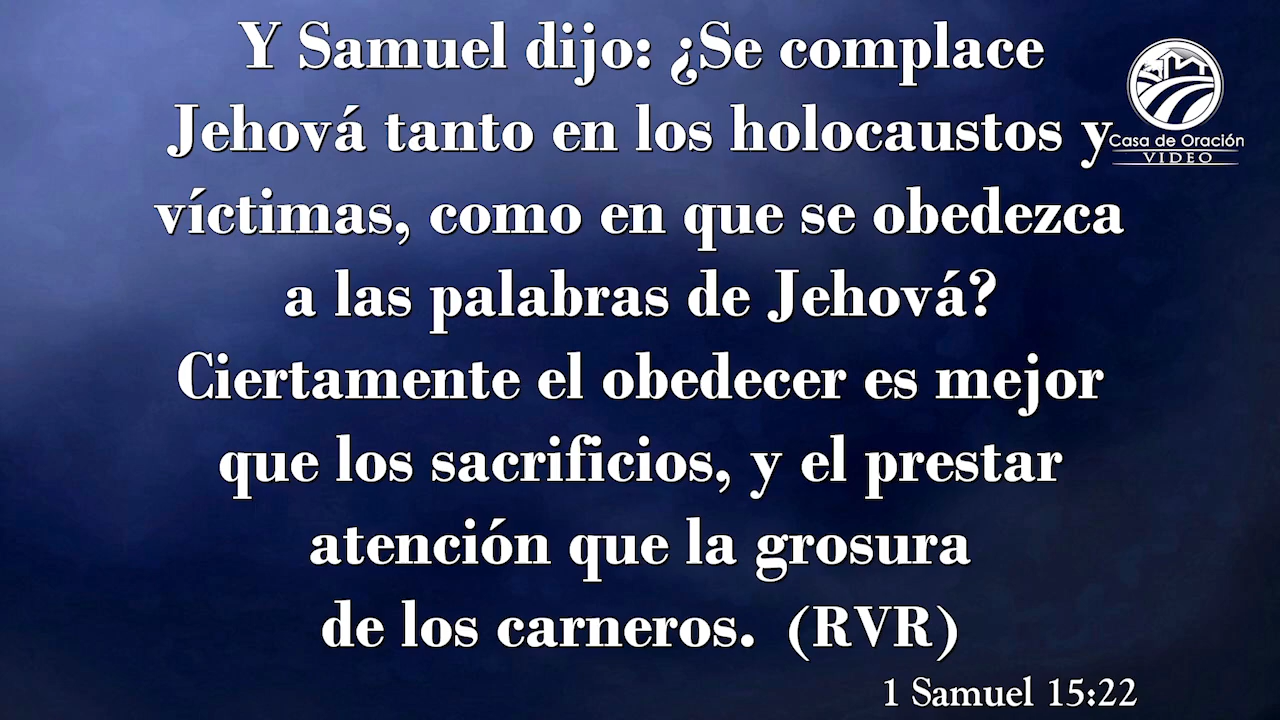 Y Samuel dijo: ¿Se complace
Jehová tanto en los holocaustos y
víctimas, como en que se obedezca
a las palabras de Jehová?
Ciertamente el obedecer es mejor
que los sacrificios, y el prestar
atención que la grosura
de los carneros. (RVR)
1 Samuel 15:22
Casa de Oración
VIDEO